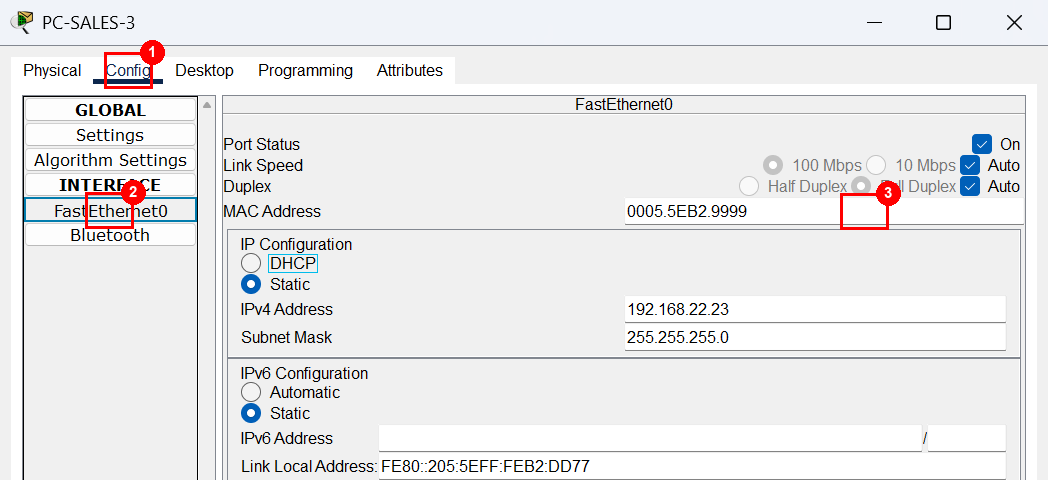 PC-SALES-3
1
Physical Config Desktop Programming Attributes
GLOBAL
Settings
Algorithm Settings
INTERFACE
2
FastEthernet0
Bluetooth
FastEthernet0
Port Status On
Link Speed 100 Mbps 10 Mbps Auto
Duplex Half Duplex Full Duplex Auto
3
MAC Address 0005.5EB2.9999
IP Configuration
DHCP
Static
IPv4 Address 192.168.22.23
Subnet Mask 255.255.255.0
IPv6 Configuration
Automatic
Static
IPv6 Address /
Link Local Address: FE80::205:5EFF:FEB2:DD77